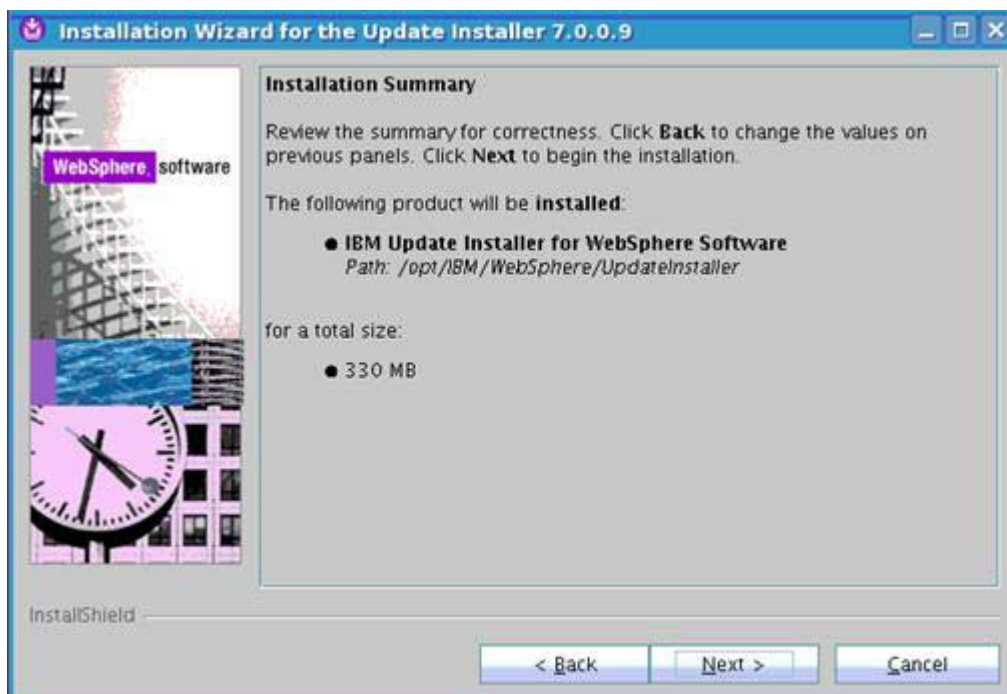 Installation Wizard for the Update Installer 7.0.0.9
WebSphere software
Installation Summary
Review the summary for correctness. Click Back to change the values on
previous panels. Click Next to begin the installation.
The following product will be installed:
● IBM Update Installer for WebSphere Software
Path: /opt/IBM/WebSphere/UpdateInstaller
for a total size:
● 330 MB
InstallShield
< Back
Next >
Cancel